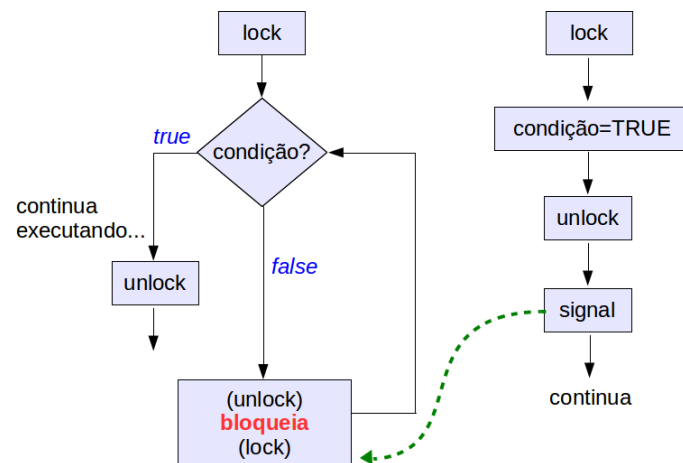 lock
condição?
true
continua
executando...
unlock
false
(unlock)
bloqueia
(lock)
lock
condição=TRUE
unlock
signal
continua